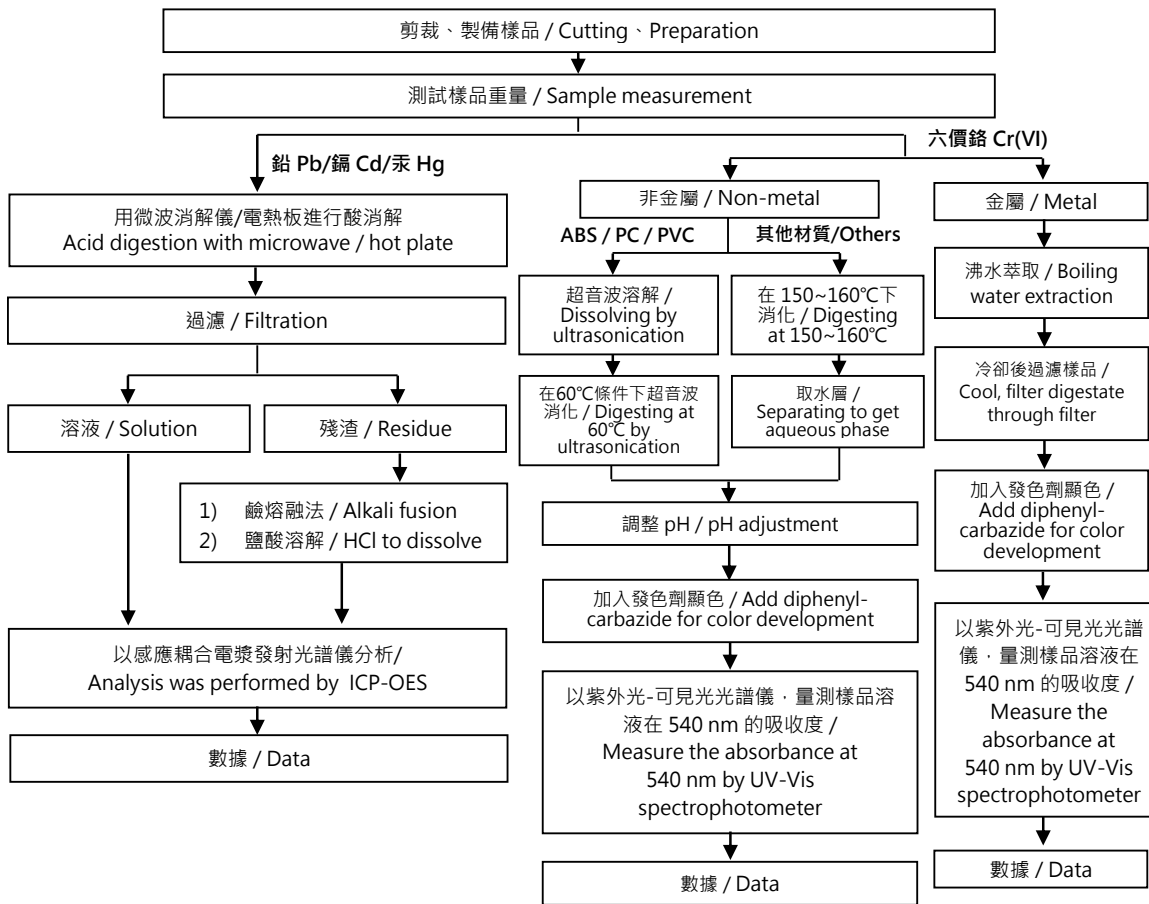 剪裁、製備樣品 / Cutting、Preparation
測試樣品重量 / Sample measurement
鉛 Pb/鎘 Cd/汞 Hg
六價鉻 Cr(VI)
用微波消解儀/電熱板進行酸消解
Acid digestion with microwave / hot plate
過濾 / Filtration
溶液 / Solution
殘渣 / Residue
1) 鹼熔融法 / Alkali fusion
2) 鹽酸溶解 / HCl to dissolve
以感應耦合電漿發射光譜儀分析/
Analysis was performed by ICP-OES
數據 / Data
非金屬 / Non-metal
ABS / PC / PVC
其他材質/Others
超音波溶解 /
Dissolving by
ultrasonication
在60℃條件下超音波
消化 / Digesting at
60℃ by
ultrasonication
在 150~160℃下
消化 / Digesting
at 150~160℃
取水層 /
Separating to get
aqueous phase
調整 pH / pH adjustment
加入發色劑顯色 / Add diphenyl-
carbazide for color development
以紫外光-可見光光譜儀，量測樣品溶
液在 540 nm 的吸收度 /
Measure the absorbance at
540 nm by UV-Vis
spectrophotometer
數據 / Data
金屬 / Metal
沸水萃取 / Boiling
water extraction
冷卻後過濾樣品 /
Cool, filter digestate
through filter
加入發色劑顯色 /
Add diphenyl-
carbazide for color
development
以紫外光-可見光光譜
儀，量測樣品溶液在
540 nm 的吸收度 /
Measure the
absorbance at
540 nm by UV-Vis
spectrophotometer
數據 / Data